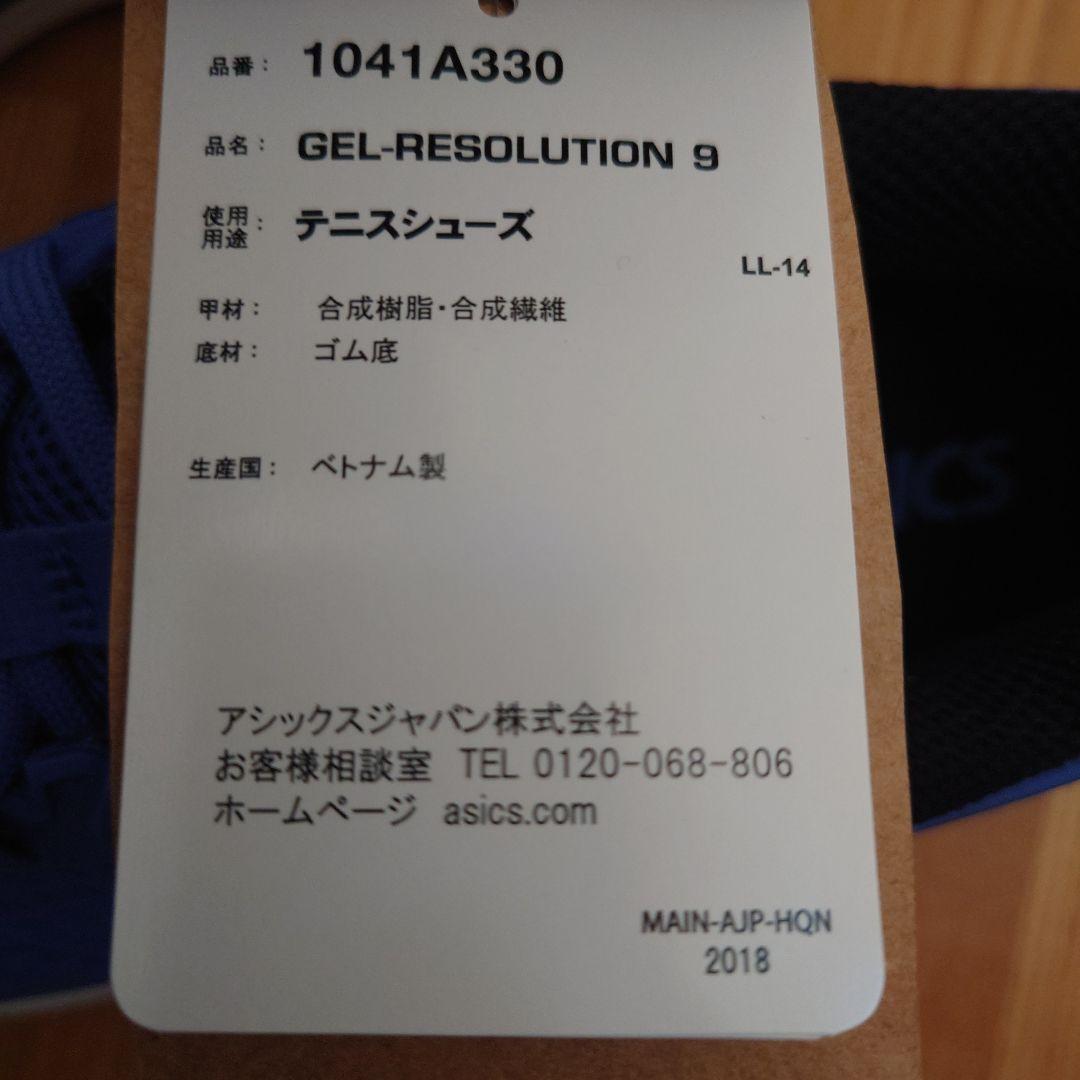 品番： 1041A330
品名： GEL-RESOLUTION 9
使用用途： テニスシューズ
LL-14
甲材： 合成樹脂・合成繊維
底材： ゴム底
生産国： ベトナム製
アシックスジャパン株式会社
お客様相談室 TEL 0120-068-806
ホームページ asics.com
MAIN-AJP-HQN
2018